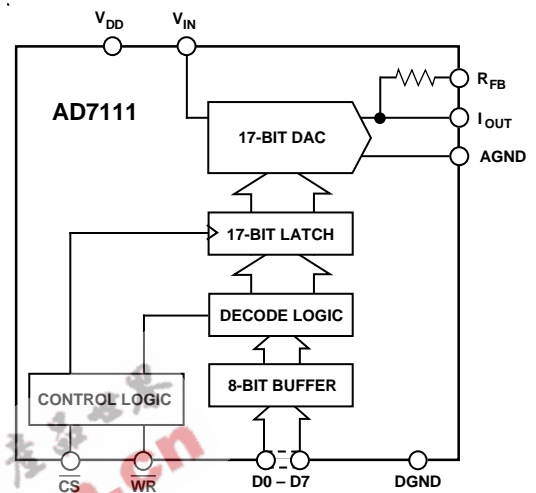 VDD
VIN
AD7111
RFB
IOUT
AGND
17-BIT DAC
17-BIT LATCH
DECODE LOGIC
8-BIT BUFFER
CONTROL LOGIC
CS
WR
D0 – D7
DGND